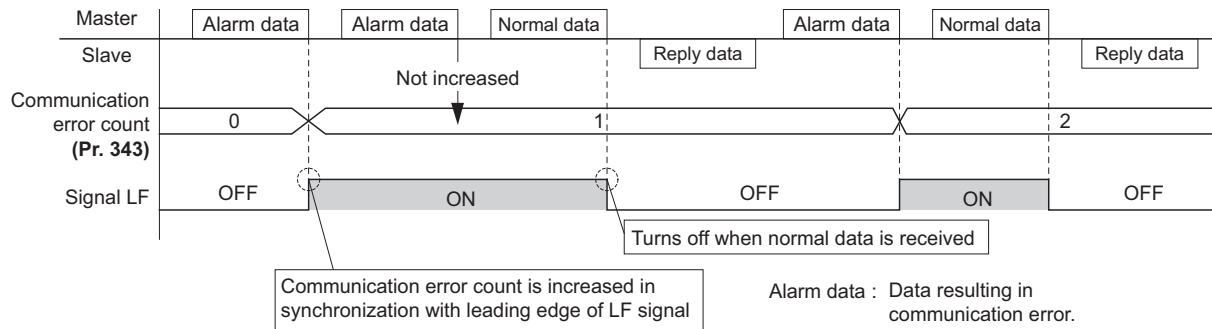 Master
Alarm data
Alarm data
Normal data
Alarm data
Normal data
Slave
Reply data
Reply data
Not increased
Communication
error count
(Pr. 343)
0
1
2
Signal LF
OFF
ON
OFF
ON
OFF
Turns off when normal data is received
Communication error count is increased in
synchronization with leading edge of LF signal
Alarm data : Data resulting in
communication error.